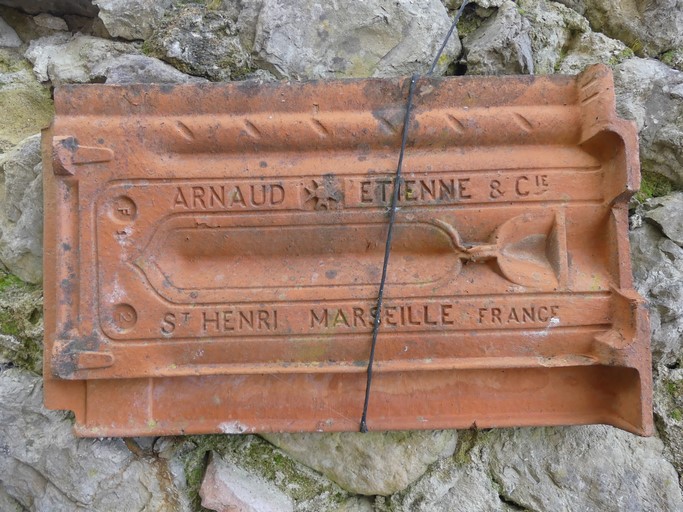 ARNAUD ETIENNE & CIE
ST HENRI MARSEILLE FRANCE